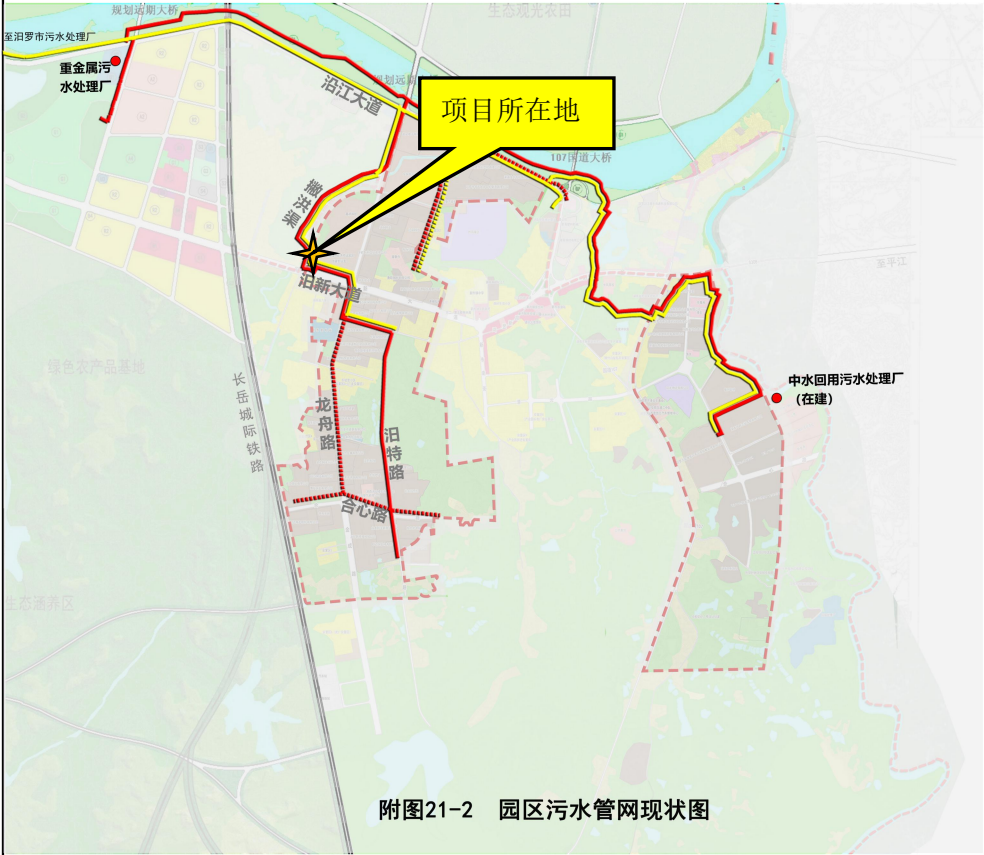 规划远期大桥
生态观光农田
至汨罗市污水处理厂
重金属污
水处理厂
沿江大道
规划远期
项目所在地
107国道大桥
撇洪渠
至平江
汨新大道
绿色农产品基地
长岳城际铁路
龙舟路
汨特路
中水回用污水处理厂
（在建）
合心路
生态涵养区
附图21-2 园区污水管网现状图